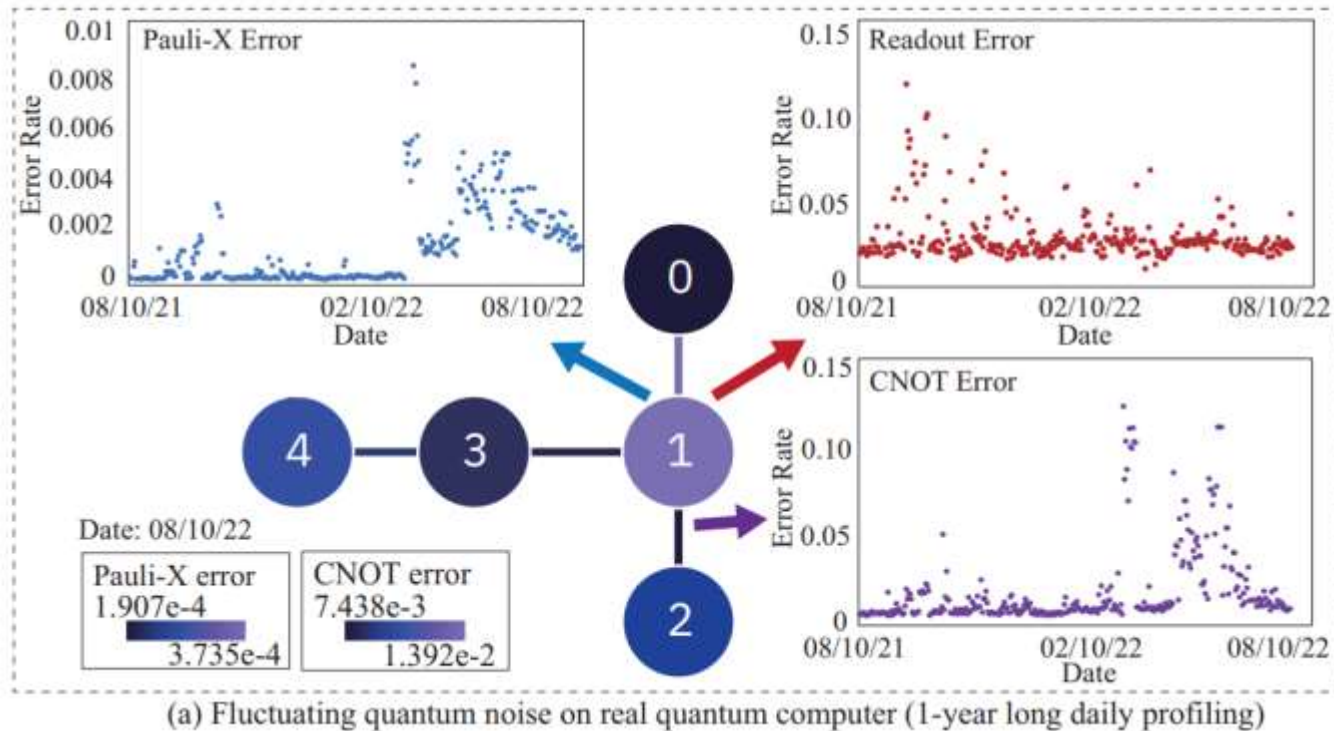 Pauli-X Error
0.01
0.008
0.006
0.004
0.002
0
Error Rate
08/10/21
02/10/22
08/10/22
Date
Readout Error
0.15
0.10
0.05
0
Error Rate
08/10/21
02/10/22
08/10/22
Date
CNOT Error
0.15
0.10
0.05
0
Error Rate
08/10/21
02/10/22
08/10/22
Date
0
4
3
1
2
Date: 08/10/22
Pauli-X error
1.907e-4
3.735e-4
CNOT error
7.438e-3
1.392e-2
(a) Fluctuating quantum noise on real quantum computer (1-year long daily profiling)